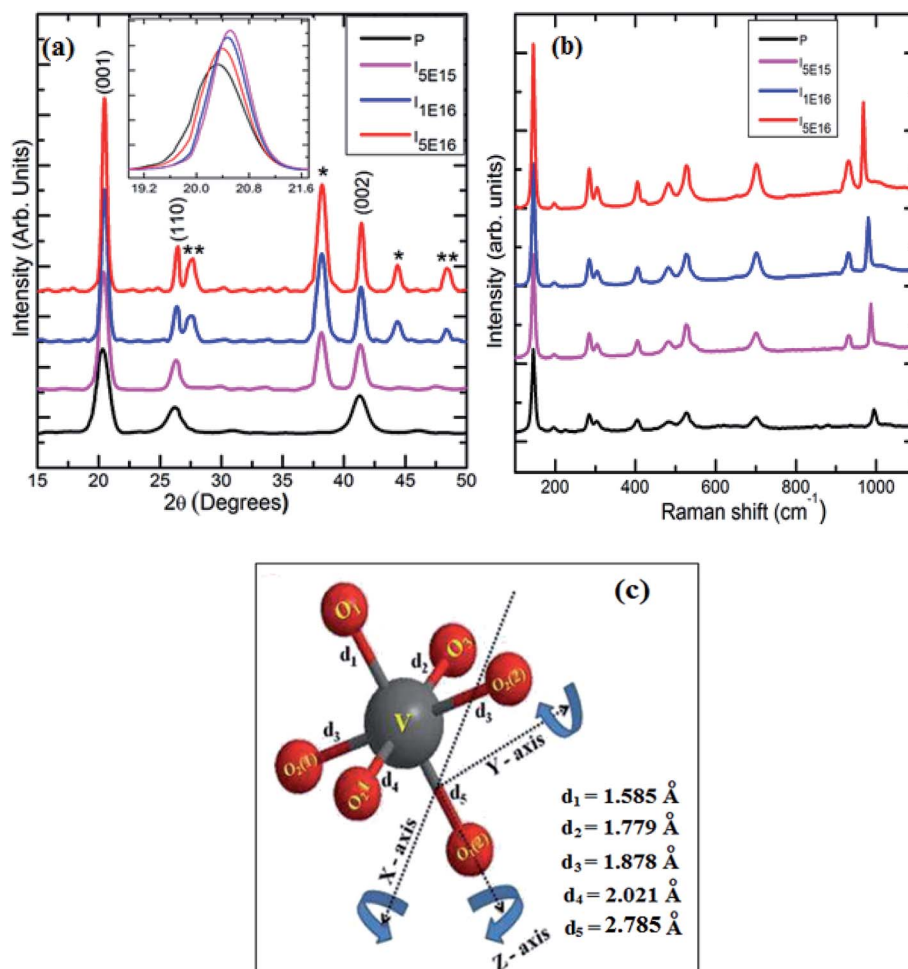 (a)
(001)
(110)
**
*
(002)
*
**
P
I5E15
I1E16
I5E16
19.2 20.0 20.8 21.6
Intensity (Arb. Units)
15 20 25 30 35 40 45 50
2θ (Degrees)
(b)
P
I5E15
I1E16
I5E16
Intensity (arb. units)
200 400 600 800 1000
Raman shift (cm-1)
(c)
O1
O3
O2(2)
d1
d2
d3
V
d3
O2(1)
O2A
d4
d5
O1(2)
X - axis
Y - axis
Z - axis
d1 = 1.585 Å
d2 = 1.779 Å
d3 = 1.878 Å
d4 = 2.021 Å
d5 = 2.785 Å